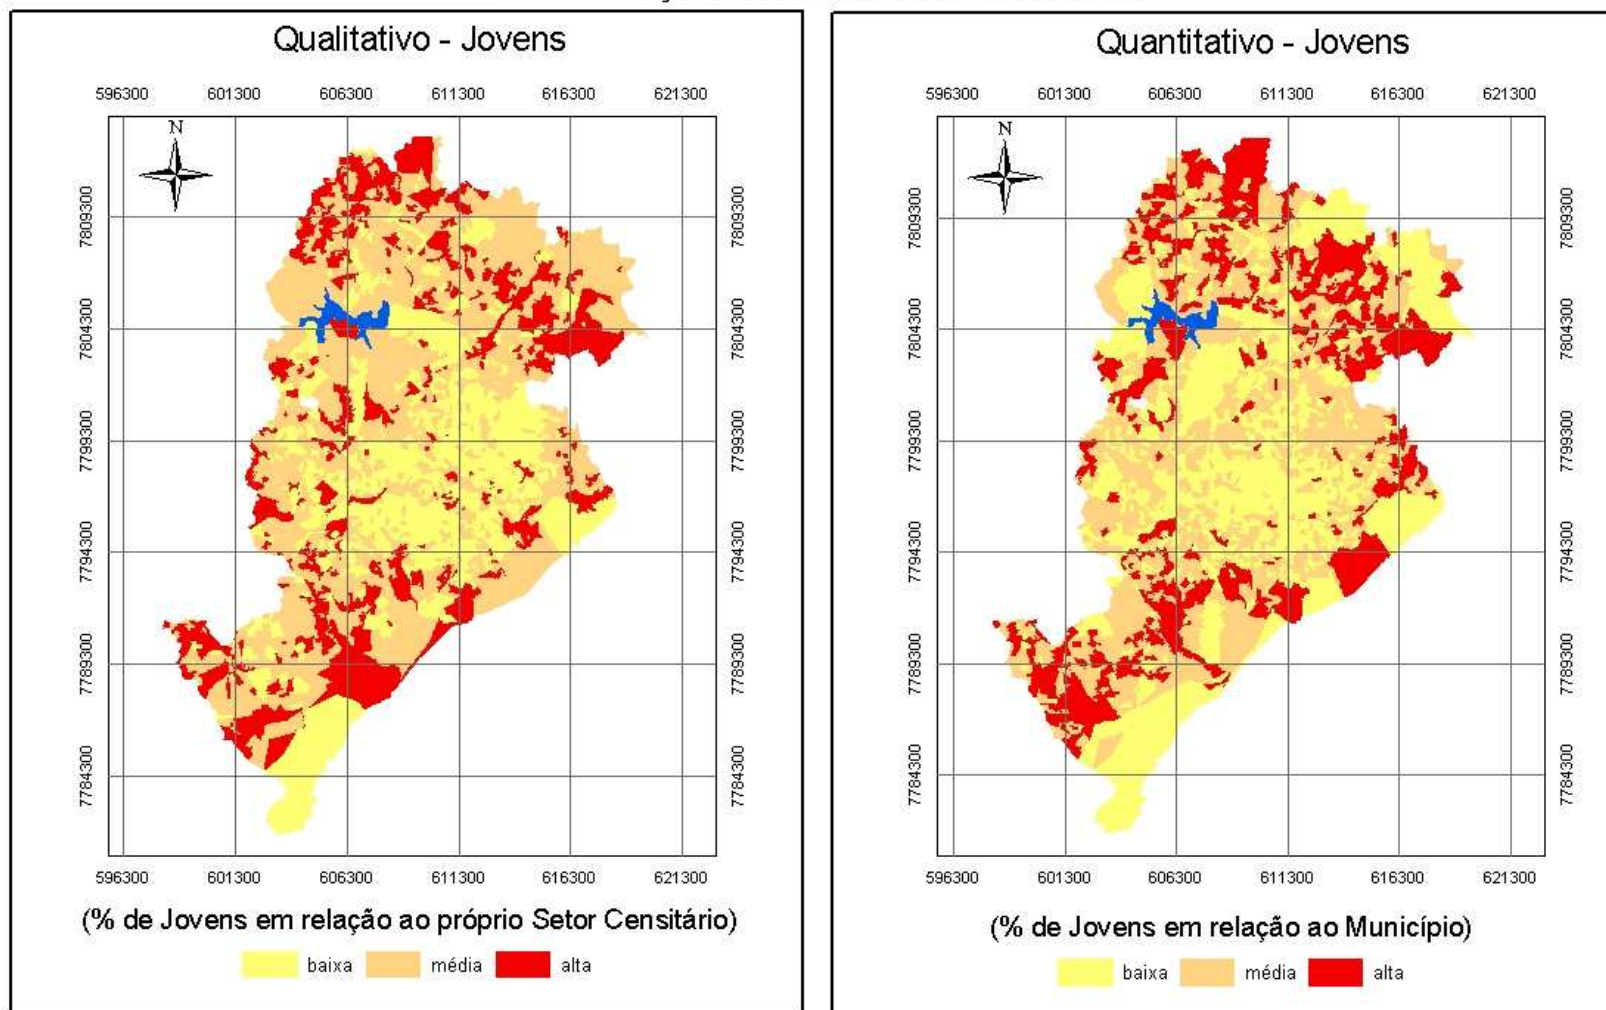 Qualitativo - Jovens
596300 601300 606300 611300 616300 621300
N
7809300 7809300
7804300 7804300
7799300 7799300
7794300 7794300
7789300 7789300
7784300 7784300
596300 601300 606300 611300 616300 621300
(% de Jovens em relação ao próprio Setor Censitário)
baixa média alta
Quantitativo - Jovens
596300 601300 606300 611300 616300 621300
N
7809300 7809300
7804300 7804300
7799300 7799300
7794300 7794300
7789300 7789300
7784300 7784300
596300 601300 606300 611300 616300 621300
(% de Jovens em relação ao Município)
baixa média alta